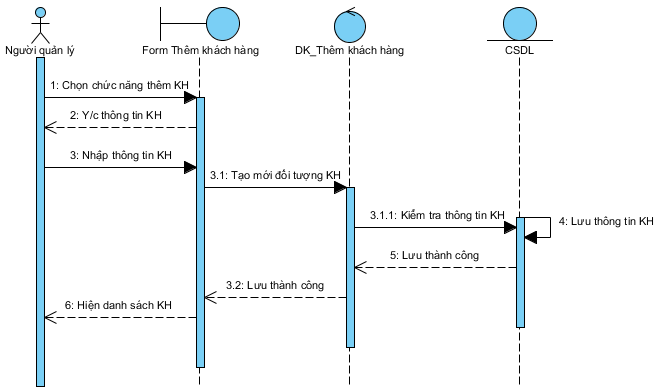 Người quản lý
Form Thêm khách hàng
DK_Thêm khách hàng
CSDL
1: Chọn chức năng thêm KH
2: Y/c thông tin KH
3: Nhập thông tin KH
3.1: Tạo mới đối tượng KH
3.1.1: Kiểm tra thông tin KH
4: Lưu thông tin KH
5: Lưu thành công
3.2: Lưu thành công
6: Hiện danh sách KH